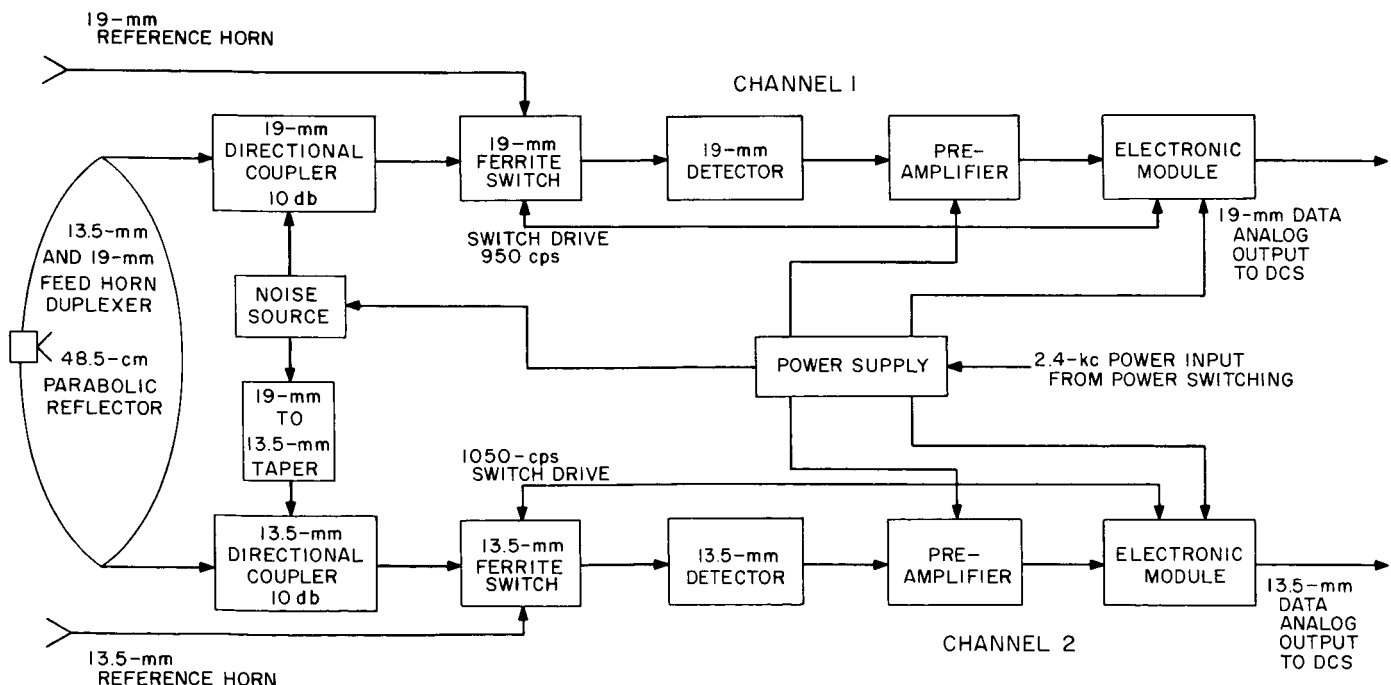 19-mm
REFERENCE HORN
CHANNEL 1
19-mm
DIRECTIONAL
COUPLER
10 db
19-mm
FERRITE
SWITCH
19-mm
DETECTOR
PRE-
AMPLIFIER
ELECTRONIC
MODULE
SWITCH DRIVE
950 cps
19-mm DATA
ANALOG
OUTPUT
TO DCS
13.5-mm
AND 19-mm
FEED HORN
DUPLEXER
48.5-cm
PARABOLIC
REFLECTOR
NOISE
SOURCE
POWER SUPPLY
2.4-kc POWER INPUT
FROM POWER SWITCHING
19-mm
TO
13.5-mm
TAPER
1050-cps
SWITCH DRIVE
13.5-mm
DIRECTIONAL
COUPLER
10 db
13.5-mm
FERRITE
SWITCH
13.5-mm
DETECTOR
PRE-
AMPLIFIER
ELECTRONIC
MODULE
13.5-mm
DATA
ANALOG
OUTPUT
TO DCS
CHANNEL 2
13.5-mm
REFERENCE HORN